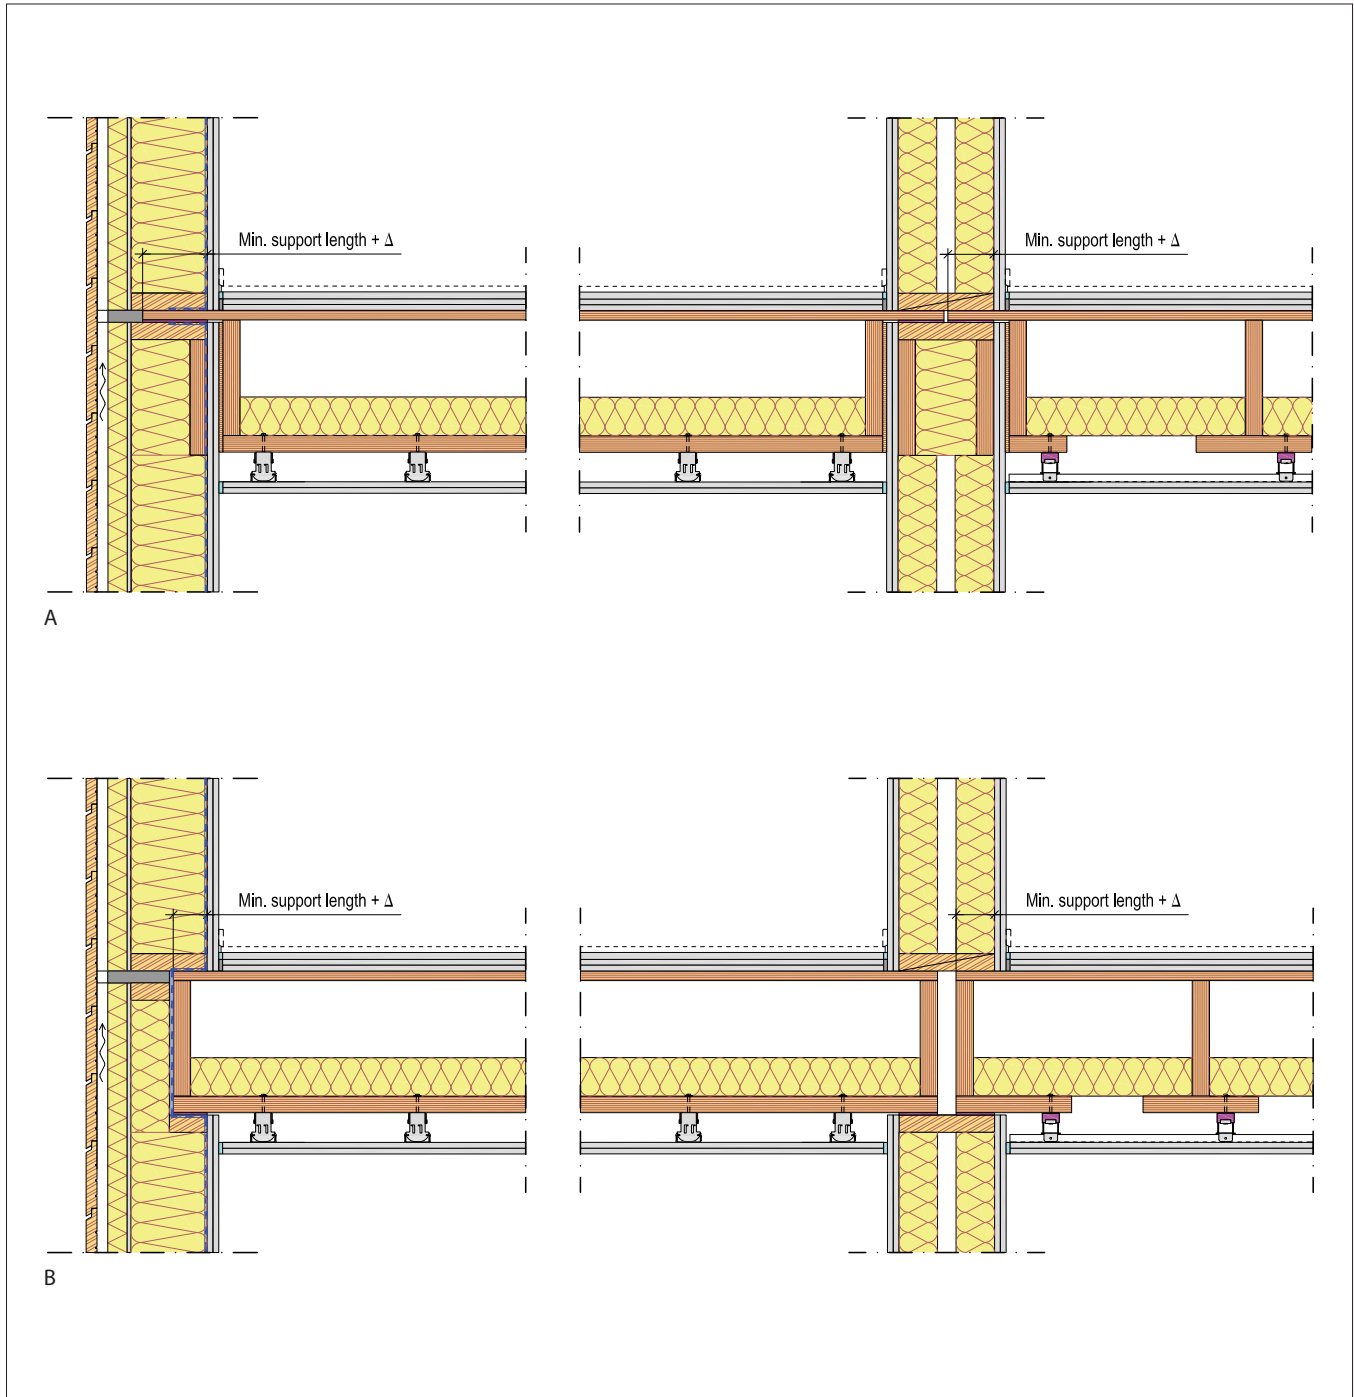 Min. support length + Δ
Min. support length + Δ
A
Min. support length + Δ
Min. support length + Δ
B